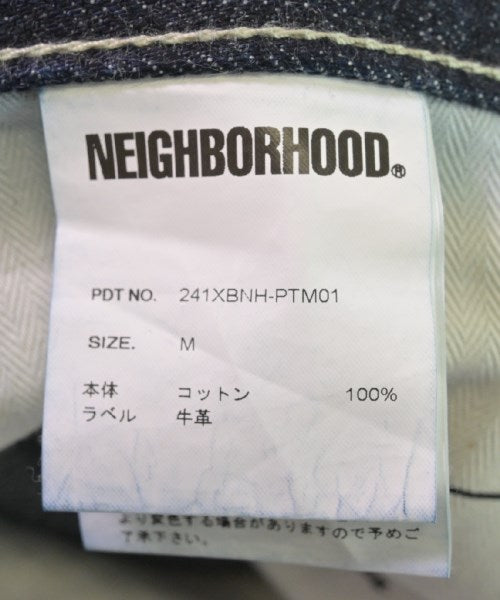 NEIGHBORHOOD®
PDT NO. 241XBNH-PTM01
SIZE. M
本体 コットン 100%
ラベル 牛革
より変色する場合がありますので予めご
了承下さい。